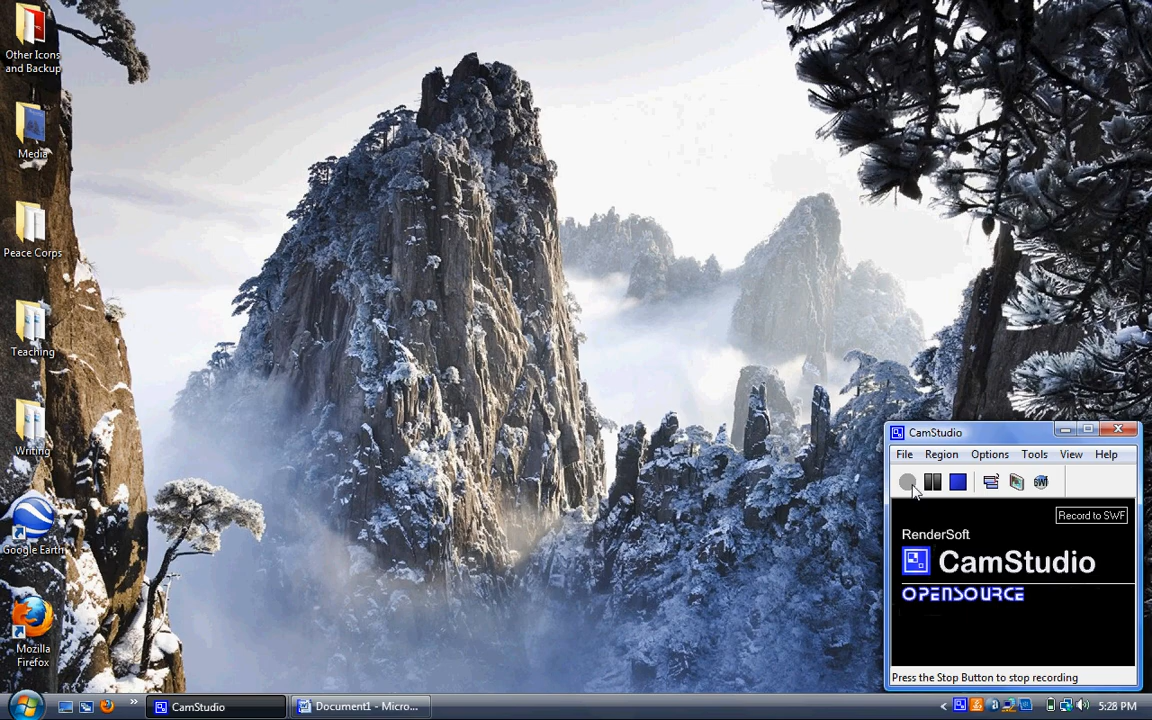 Other Icons
and Backup
Media
Peace Corps
Teaching
Writing
Google Earth
Mozilla
Firefox
CamStudio
File Region Options Tools View Help
SWF
Record to SWF
RenderSoft
CamStudio
OPENSOURCE
Press the Stop Button to stop recording
CamStudio
Document1 - Micro...
5:28 PM